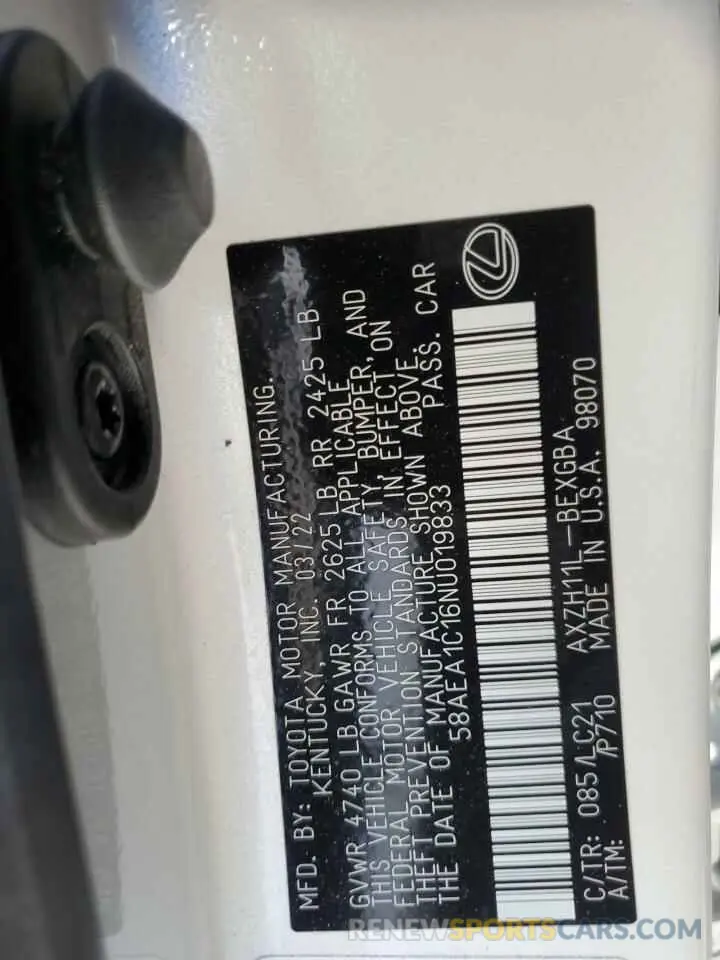 MFD. BY: TOYOTA MOTOR MANUFACTURING.
KENTUCKY, INC. 03/22
GVWR 4740 LB GAWR FR 2625 LB RR 2425 LB
THIS VEHICLE CONFORMS TO ALL APPLICABLE
FEDERAL MOTOR VEHICLE SAFETY, BUMPER, AND
THEFT PREVENTION STANDARDS IN EFFECT ON
THE DATE OF MANUFACTURE SHOWN ABOVE.
58AEA1C16NU019833 PASS. CAR
C/TR: 085/LC21 AXZH11L-BEXGBA
A/TM: /P710 MADE IN U.S.A. 98070
RENEWSPORTSCARS.COM